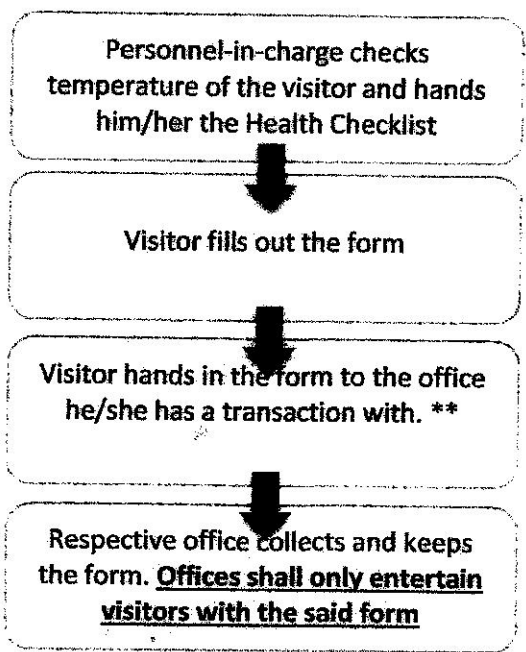 Personnel-in-charge checks
temperature of the visitor and hands
him/her the Health Checklist
Visitor fills out the form
Visitor hands in the form to the office
he/she has a transaction with. **
Respective office collects and keeps
the form. Offices shall only entertain
visitors with the said form